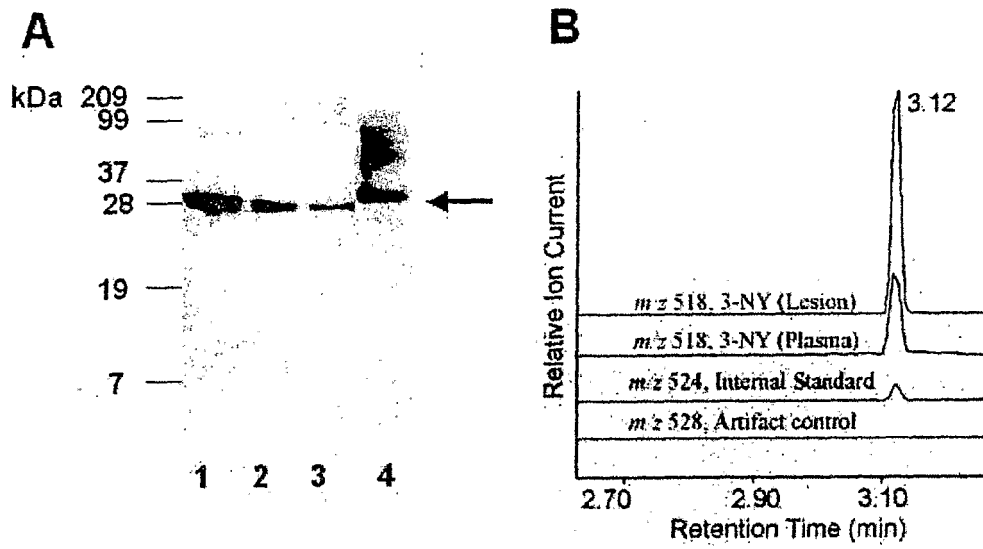 A
kDa 209
99
37
28
19
7
1 2 3 4
B
3.12
Relative Ion Current
m/z 518, 3-NY (Lesion)
m/z 518, 3-NY (Plasma)
m/z 524, Internal Standard
m/z 528, Artifact control
2.70 2.90 3.10
Retention Time (min)